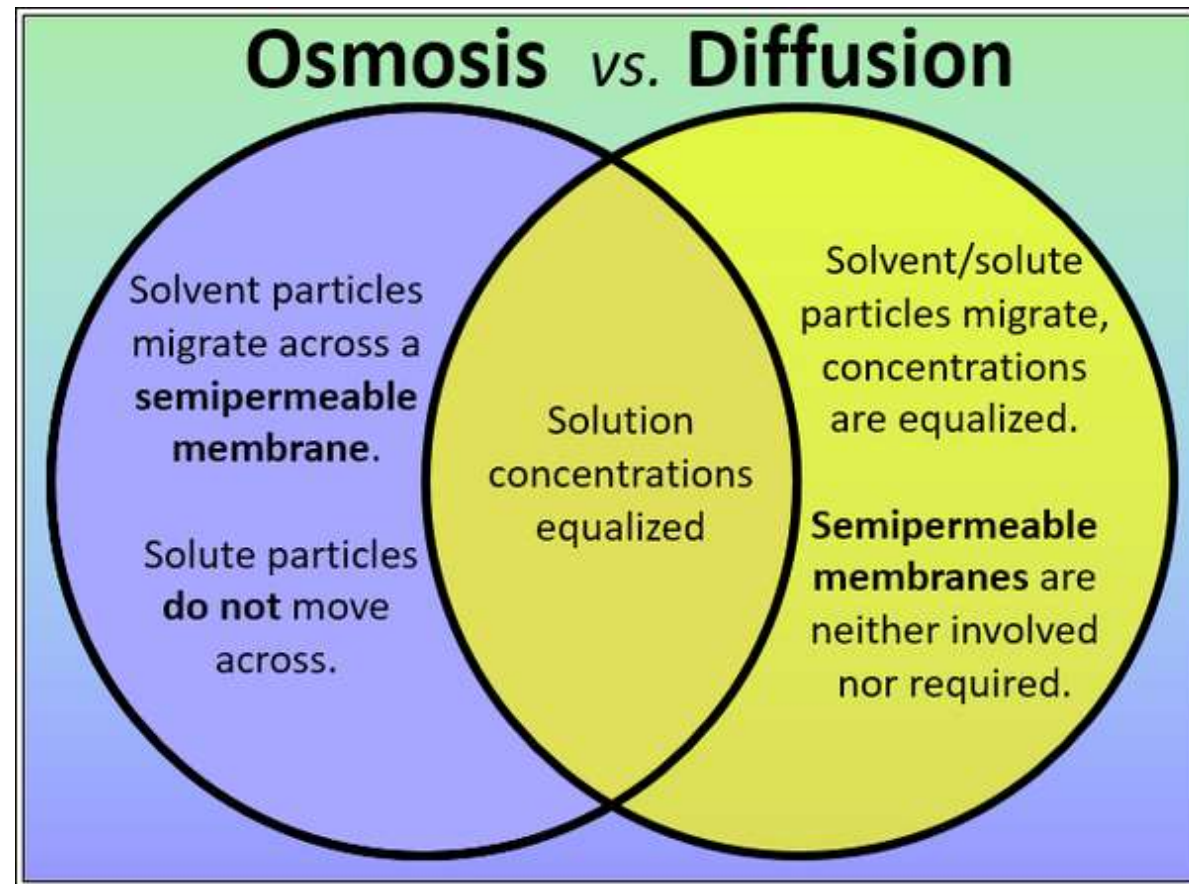 Osmosis vs. Diffusion
Solvent particles
migrate across a
semipermeable
membrane.
Solute particles
do not move
across.
Solution
concentrations
equalized
Solvent/solute
particles migrate,
concentrations
are equalized.
Semipermeable
membranes are
neither involved
nor required.